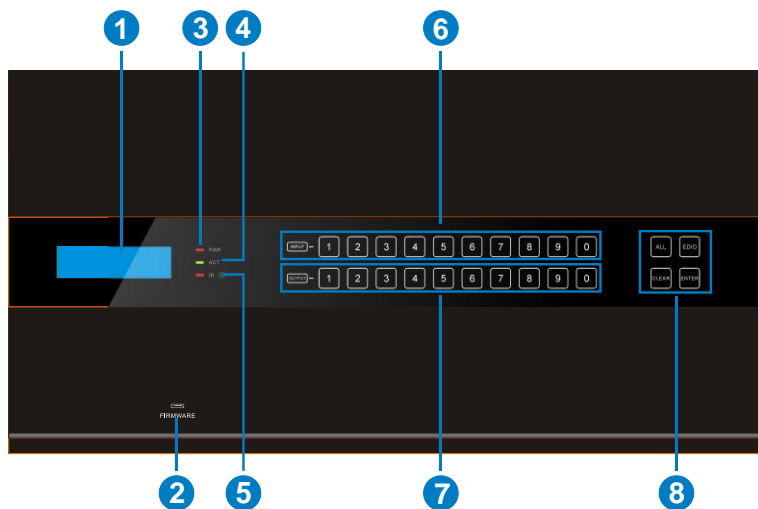 1 3 4 6
PWR
ACT
IR
INPUT 1 2 3 4 5 6 7 8 9 0
OUTPUT 1 2 3 4 5 6 7 8 9 0
ALL EDID
CLEAR ENTER
FIRMWARE
2 5 7 8